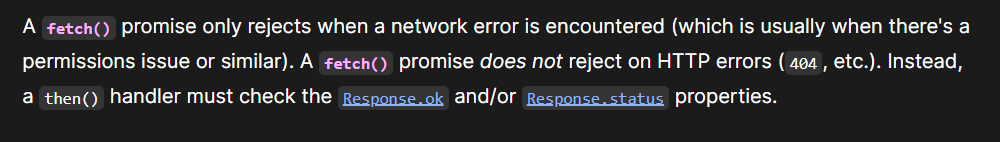 A fetch() promise only rejects when a network error is encountered (which is usually when there's a
permissions issue or similar). A fetch() promise does not reject on HTTP errors (404, etc.). Instead,
a then() handler must check the Response.ok and/or Response.status properties.